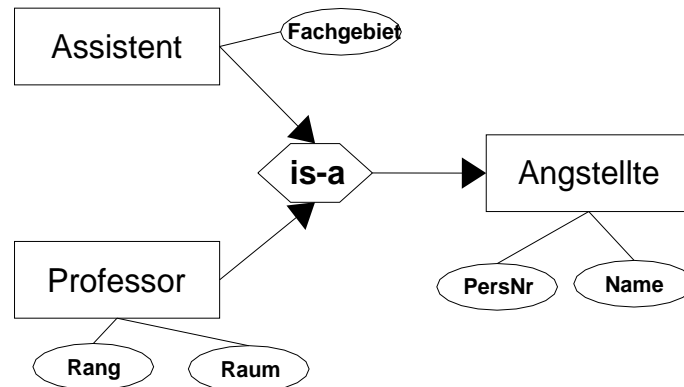 Assistent
Fachgebiet
is-a
Angstellte
Professor
PersNr
Name
Rang
Raum